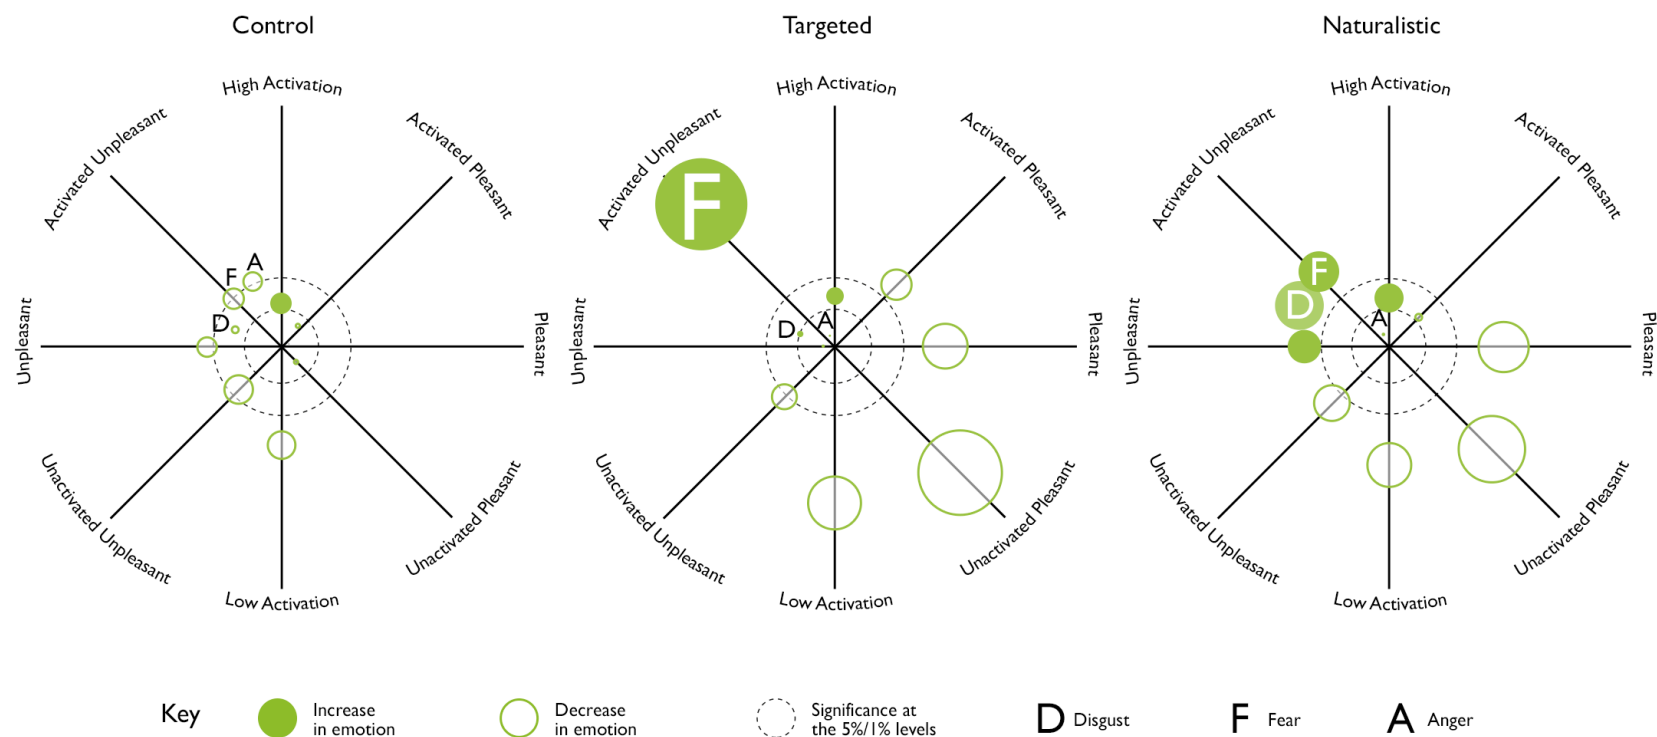 Control
Targeted
Naturalistic
High Activation
Activated Unpleasant
Activated Pleasant
F
A
D
Unpleasant
Pleasant
Unactivated Unpleasant
Unactivated Pleasant
Low Activation
High Activation
Activated Unpleasant
Activated Pleasant
F
D
A
Unpleasant
Pleasant
Unactivated Unpleasant
Unactivated Pleasant
Low Activation
High Activation
Activated Unpleasant
Activated Pleasant
F
D
A
Unpleasant
Pleasant
Unactivated Unpleasant
Unactivated Pleasant
Low Activation
Key
Increase
in emotion
Decrease
in emotion
Significance at
the 5%/1% levels
D Disgust
F Fear
A Anger